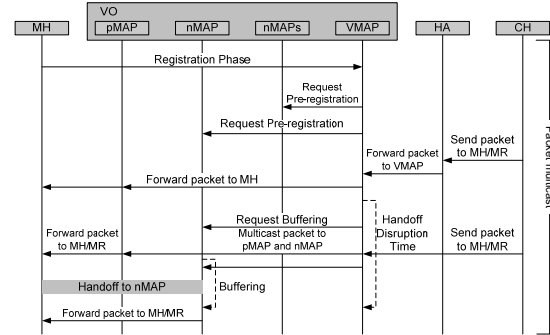 VO
MH
pMAP
nMAP
nMAPs
VMAP
HA
CH
Registration Phase
Request
Pre-registration
Request Pre-registration
Send packet
to MH/MR
Forward packet
to VMAP
Forward packet to MH
Request Buffering
Handoff
Disruption
Time
Forward packet
to MH/MR
Multicast packet to
pMAP and nMAP
Send packet
to MH/MR
Handoff to nMAP
Buffering
Forward packet to MH/MR